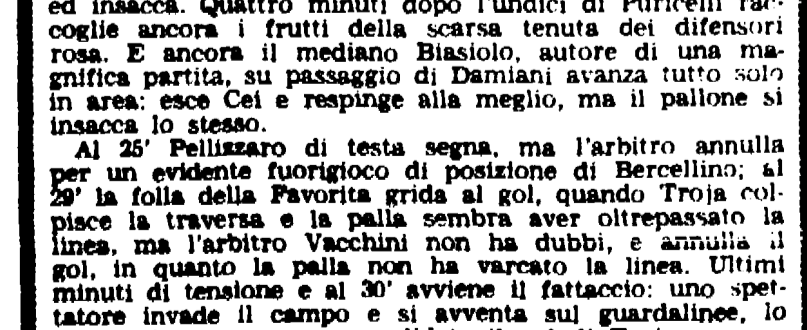 ed insacca. Quattro minuti dopo l'undici di Puricelli rac-
coglie ancora i frutti della scarsa tenuta dei difensori
rosa. E ancora il mediano Biasiolo, autore di una ma-
gnifica partita, su passaggio di Damiani avanza tutto solo
in area: esce Cei e respinge alla meglio, ma il pallone si
insacca lo stesso.
Al 25' Pellizzaro di testa segna, ma l'arbitro annulla
per un evidente fuorigioco di posizione di Bercellino; al
29' la folla della Favorita grida al gol, quando Troja col-
pisce la traversa e la palla sembra aver oltrepassato la
linea, ma l'arbitro Vacchini non ha dubbi, e annulla il
gol, in quanto la palla non ha varcato la linea. Ultimi
minuti di tensione e al 30' avviene il fattaccio: uno spet-
tatore invade il campo e si avventa sul guardalinee, lo